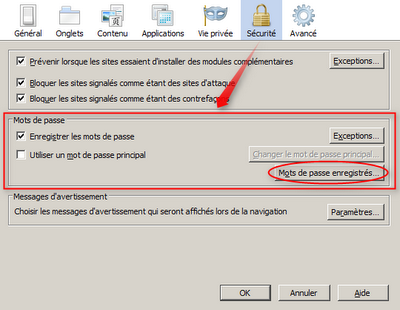 Général Onglets Contenu Applications Vie privée Sécurité Avancé
Prévenir lorsque les sites essaient d'installer des modules complémentaires Exceptions...
Bloquer les sites signalés comme étant des sites d'attaque
Bloquer les sites signalés comme étant des contrefaçons
Mots de passe
Enregistrer les mots de passe Exceptions...
Utiliser un mot de passe principal Changer le mot de passe principal...
Mots de passe enregistrés...
Messages d'avertissement
Choisir les messages d'avertissement qui seront affichés lors de la navigation Paramètres...
OK Annuler Aide